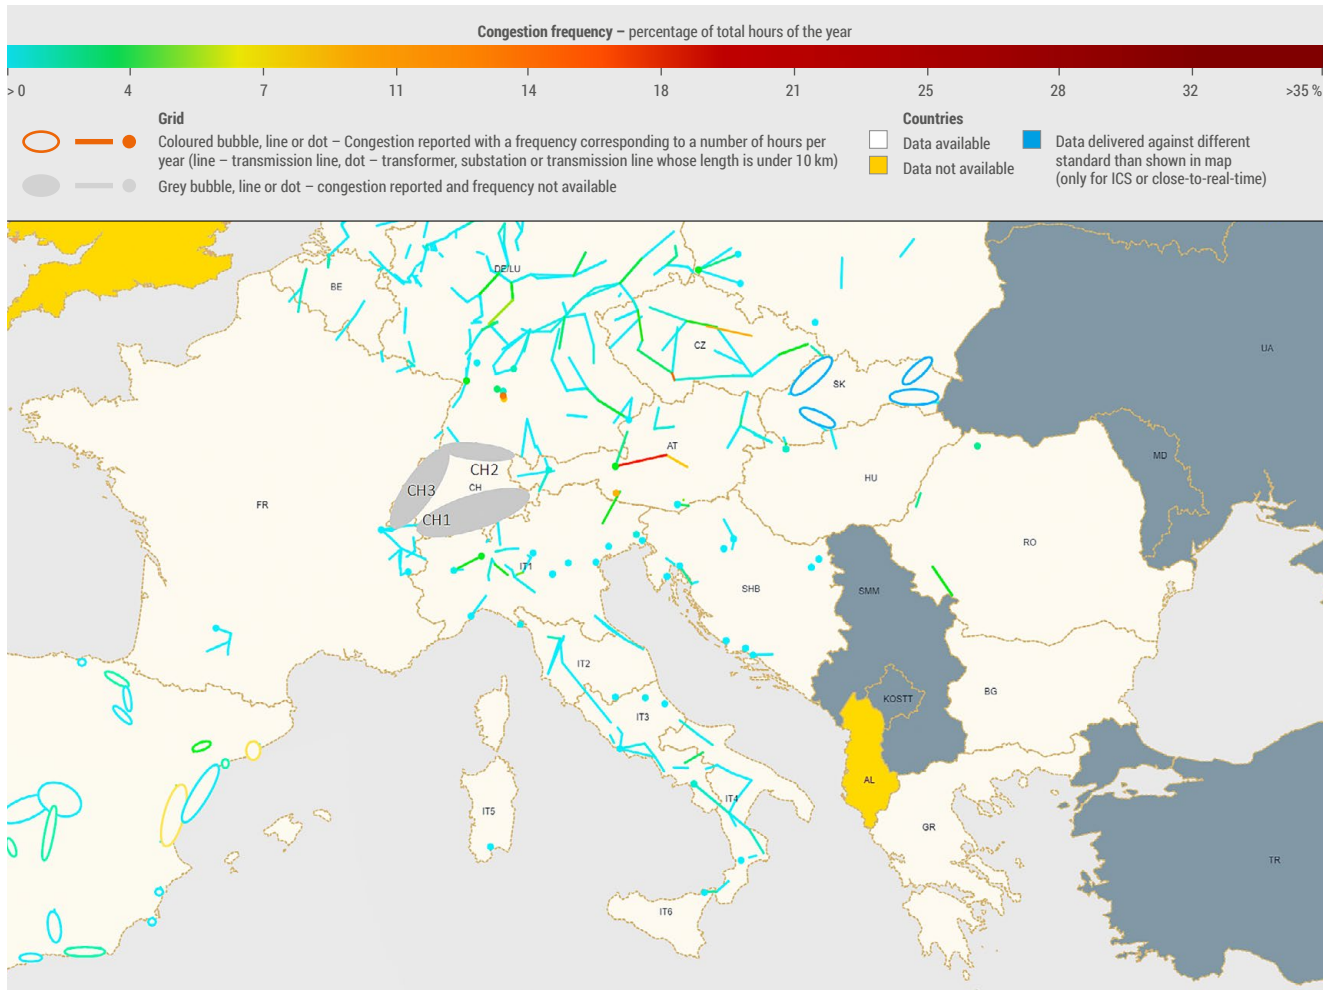 Congestion frequency – percentage of total hours of the year
> 0 4 7 11 14 18 21 25 28 32 >35 %
Grid
Coloured bubble, line or dot – Congestion reported with a frequency corresponding to a number of hours per
year (line – transmission line, dot – transformer, substation or transmission line whose length is under 10 km)
Grey bubble, line or dot – congestion reported and frequency not available
Countries
Data available
Data not available
Data delivered against different
standard than shown in map
(only for ICS or close-to-real-time)
DE/LU
BE
UA
CZ
SK
AT
MD
CH2
CH
CH3
CH1
HU
FR
RO
IT1
SHB
SMM
IT2
KOSTT
BG
IT3
AL
IT4
IT5
GR
TR
IT6